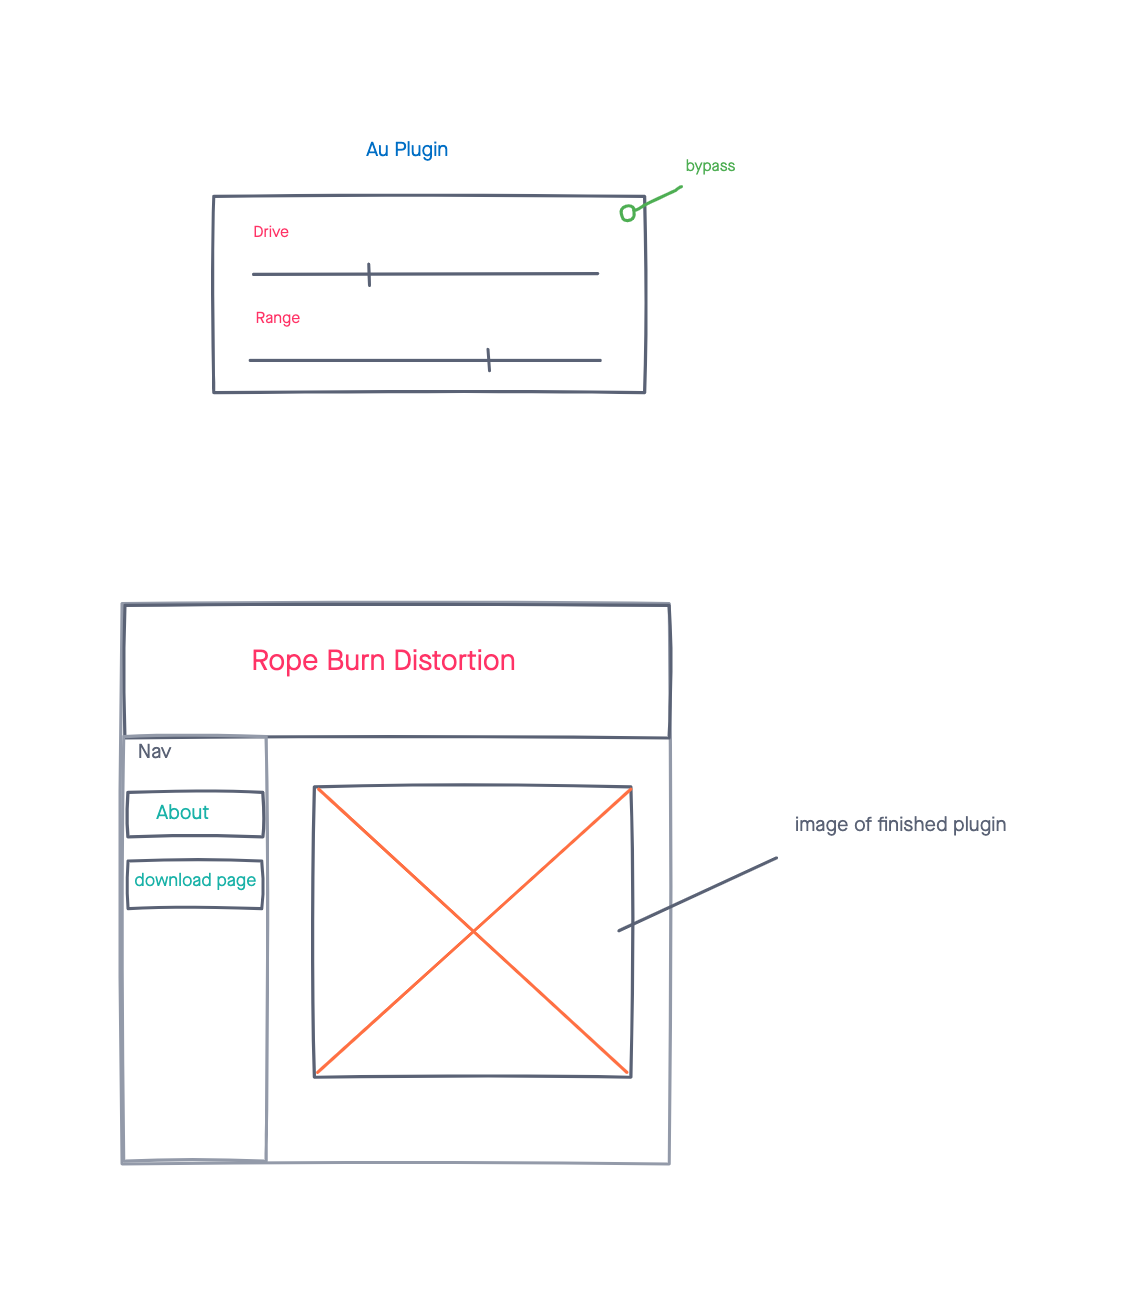 Au Plugin
bypass
Drive
Range
Rope Burn Distortion
Nav
About
image of finished plugin
download page